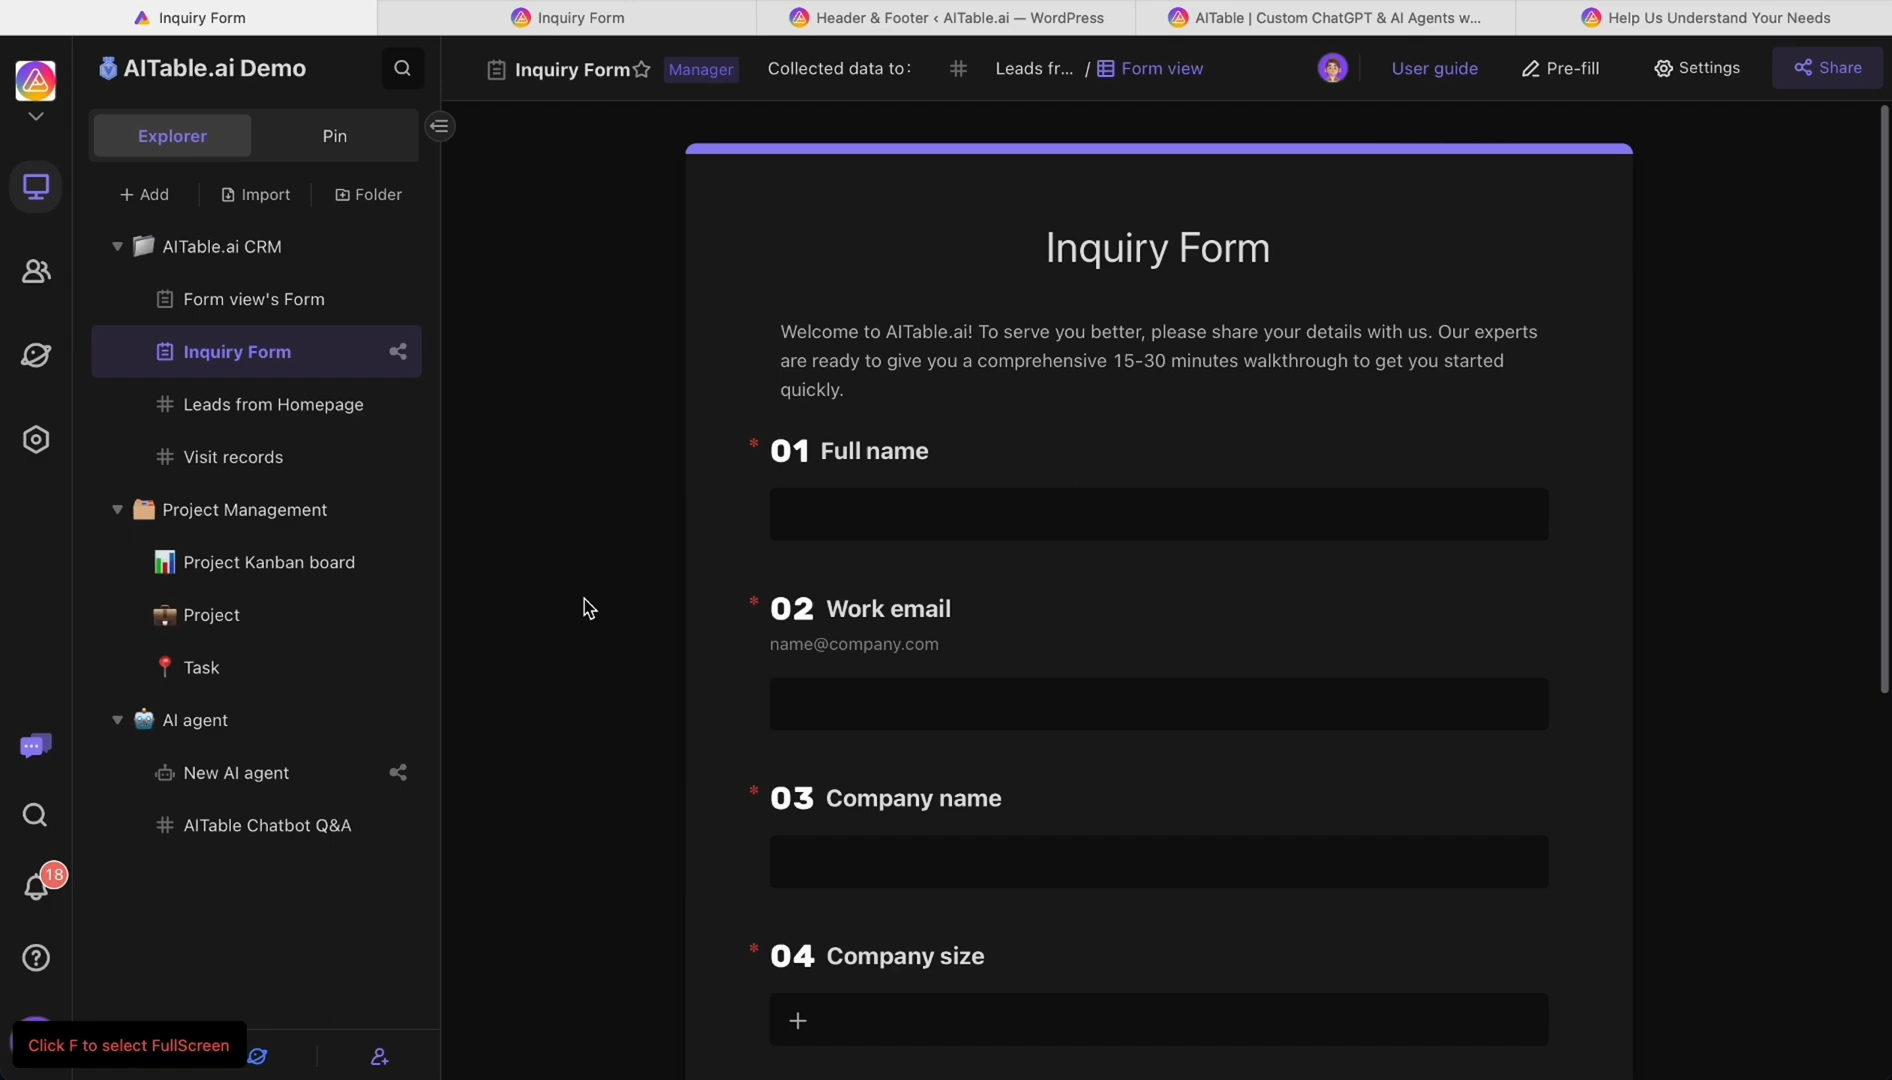 Inquiry Form
Inquiry Form
Header & Footer ‹ AITable.ai — WordPress
AITable | Custom ChatGPT & AI Agents w...
Help Us Understand Your Needs
AITable.ai Demo
Inquiry Form
Manager
Collected data to:
Leads fr... /
Form view
User guide
Pre-fill
Settings
Share
Explorer
Pin
+ Add
Import
Folder
AITable.ai CRM
Form view's Form
Inquiry Form
Leads from Homepage
Visit records
Project Management
Project Kanban board
Project
Task
AI agent
New AI agent
AITable Chatbot Q&A
18
Click F to select FullScreen
Inquiry Form
Welcome to AITable.ai! To serve you better, please share your details with us. Our experts
are ready to give you a comprehensive 15-30 minutes walkthrough to get you started
quickly.
* 01 Full name
* 02 Work email
name@company.com
* 03 Company name
* 04 Company size
+